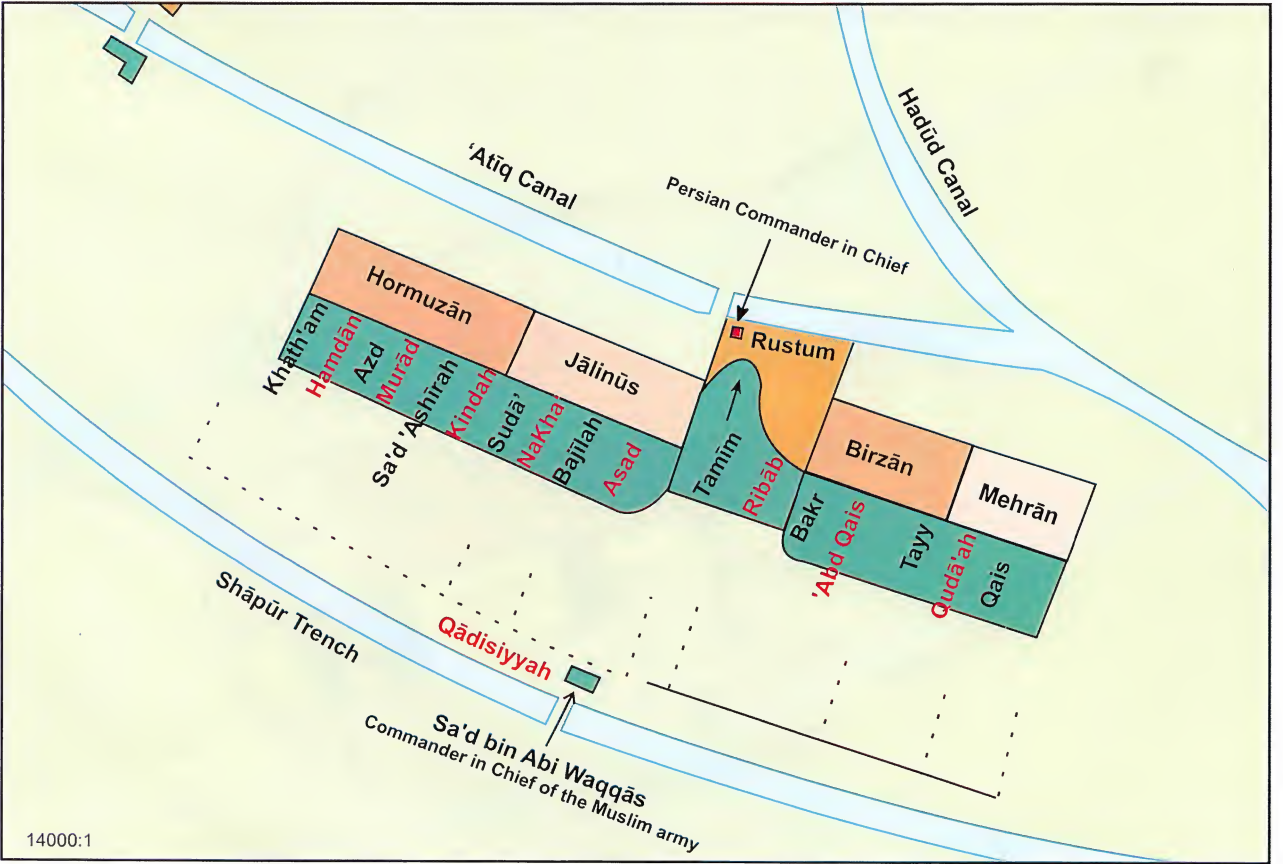 Hadūd Canal
‘Atīq Canal
Persian Commander in Chief
Hormuzān
Jālinūs
Rustum
Birzān
Mehrān
Khath'am
Hamdān
Azd
Murād
Sa'd 'Ashīrah
Kindah
Sudā'
NaKha'
Bajīlah
Asad
Tamīm
Ribāb
Bakr
'Abd Qais
Tayy
Qudā'ah
Qais
Shāpūr Trench
Qādisiyyah
Sa'd bin Abi Waqqās
Commander in Chief of the Muslim army
14000:1